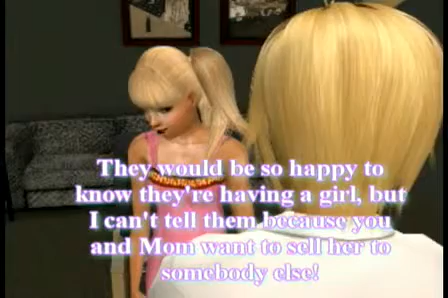 They would be so happy to
know they're having a girl, but
I can't tell them because you
and Mom want to sell her to
somebody else!